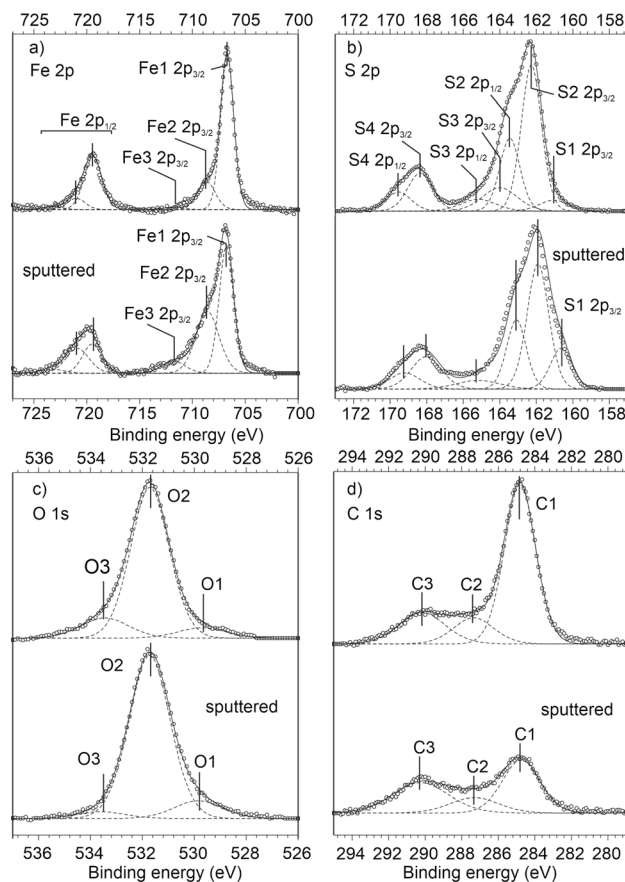 725 720 715 710 705 700
a)
Fe 2p
Fe1 2p3/2
Fe 2p1/2
Fe2 2p3/2
Fe3 2p3/2
Fe1 2p3/2
sputtered
Fe2 2p3/2
Fe3 2p3/2
725 720 715 710 705 700
Binding energy (eV)
172 170 168 166 164 162 160
b)
S 2p
S2 2p1/2
S2 2p3/2
S4 2p3/2
S3 2p3/2
S4 2p1/2
S3 2p1/2
S1 2p3/2
sputtered
S1 2p3/2
172 170 168 166 164 162 160
Binding energy (eV)
536 534 532 530 528 526
c)
O 1s
O2
O3
O1
O2
sputtered
O3
O1
536 534 532 530 528 526
Binding energy (eV)
294 292 290 288 286 284 282 280
d)
C 1s
C1
C3
C2
sputtered
C1
C3
C2
294 292 290 288 286 284 282 280
Binding energy (eV)